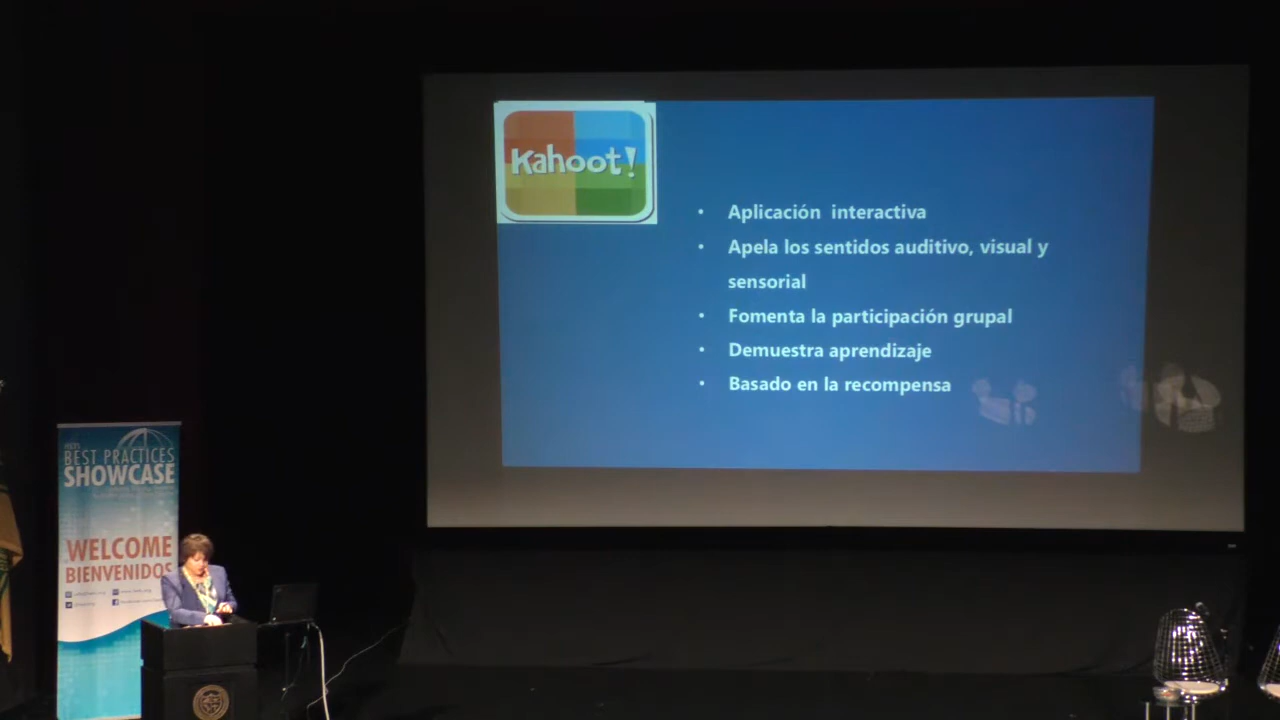 Kahoot!
• Aplicación interactiva
• Apela los sentidos auditivo, visual y
sensorial
• Fomenta la participación grupal
• Demuestra aprendizaje
• Basado en la recompensa
BEST PRACTICES
SHOWCASE
WELCOME
BIENVENIDOS